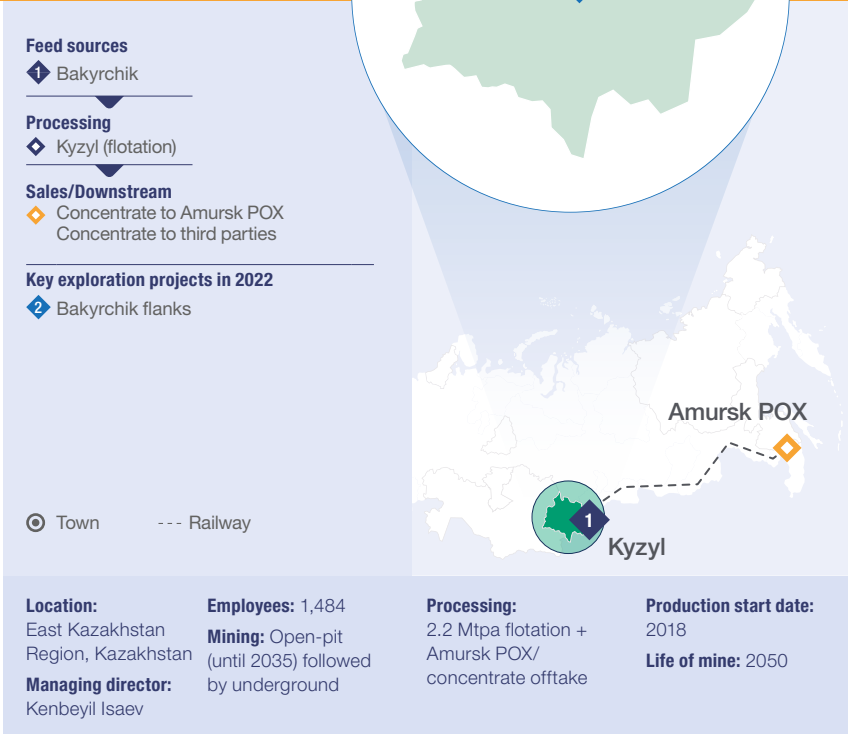 Feed sources
1 Bakyrchik
Processing
Kyzyl (flotation)
Sales/Downstream
Concentrate to Amursk POX
Concentrate to third parties
Key exploration projects in 2022
2 Bakyrchik flanks
Town
--- Railway
Amursk POX
1
Kyzyl
Location:
East Kazakhstan
Region, Kazakhstan
Managing director:
Kenbeyil Isaev
Employees: 1,484
Mining: Open-pit
(until 2035) followed
by underground
Processing:
2.2 Mtpa flotation +
Amursk POX/
concentrate offtake
Production start date:
2018
Life of mine: 2050